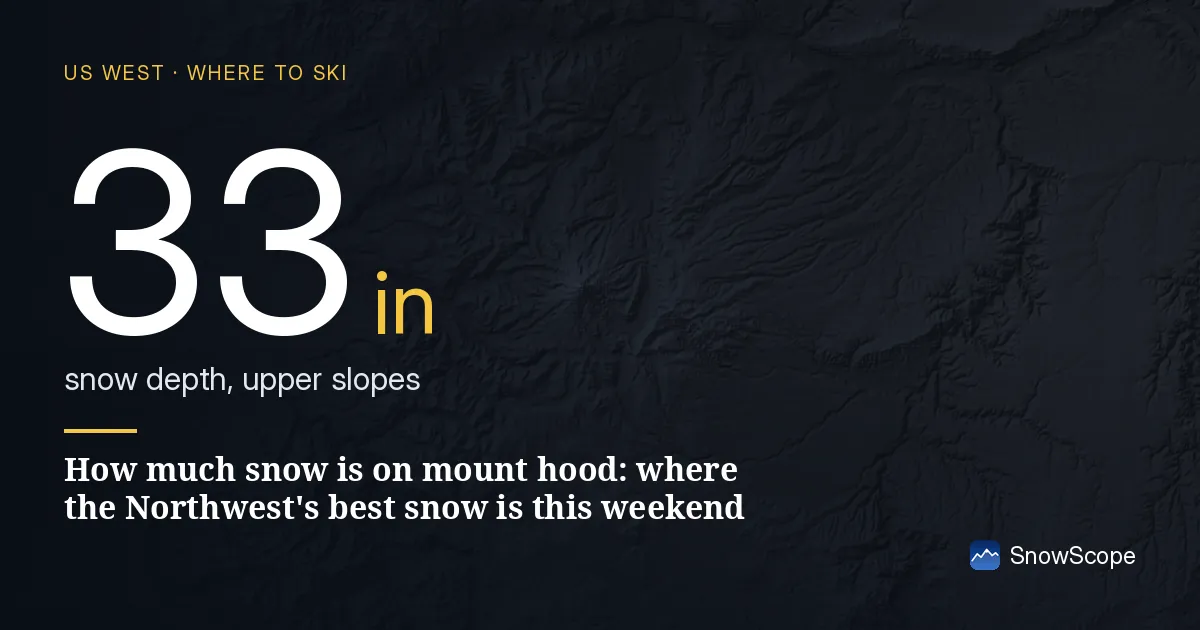 US WEST · WHERE TO SKI
33 in
snow depth, upper slopes
How much snow is on mount hood: where
the Northwest's best snow is this weekend
SnowScope